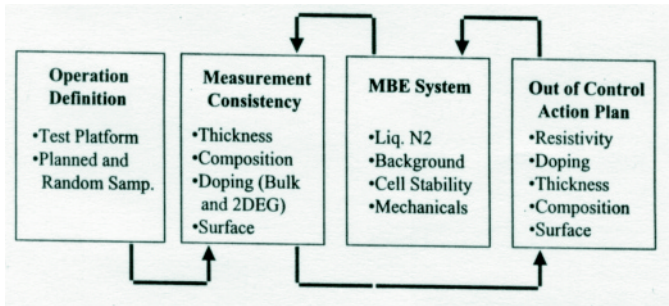 Operation
Definition
•Test Platform
•Planned and
Random Samp.
Measurement
Consistency
•Thickness
•Composition
•Doping (Bulk
and 2DEG)
•Surface
MBE System
•Liq. N2
•Background
•Cell Stability
•Mechanicals
Out of Control
Action Plan
•Resistivity
•Doping
•Thickness
•Composition
•Surface